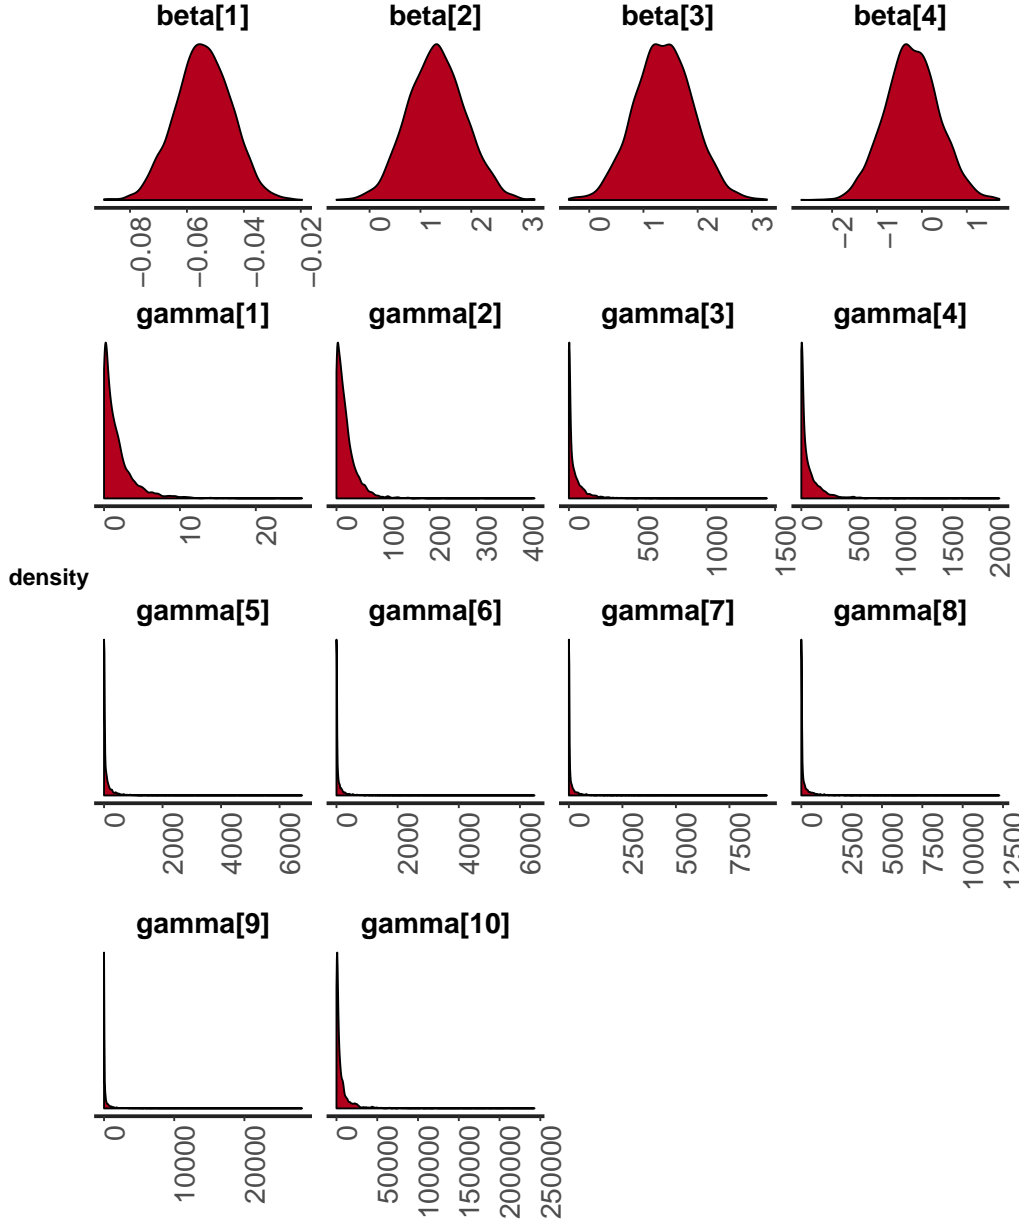 beta[1] beta[2] beta[3] beta[4]
−0.08 −0.06 −0.04 −0.02 0 1 2 3 0 1 2 3 −2 −1 0 1
gamma[1] gamma[2] gamma[3] gamma[4]
0 10 20 0 100 200 300 400 0 500 1000 1500 0 500 1000 1500 2000
density
gamma[5] gamma[6] gamma[7] gamma[8]
0 2000 4000 6000 0 2000 4000 6000 0 2500 5000 7500 0 2500 5000 7500 10000 12500
gamma[9] gamma[10]
0 10000 20000 0 50000 100000 150000 200000 250000